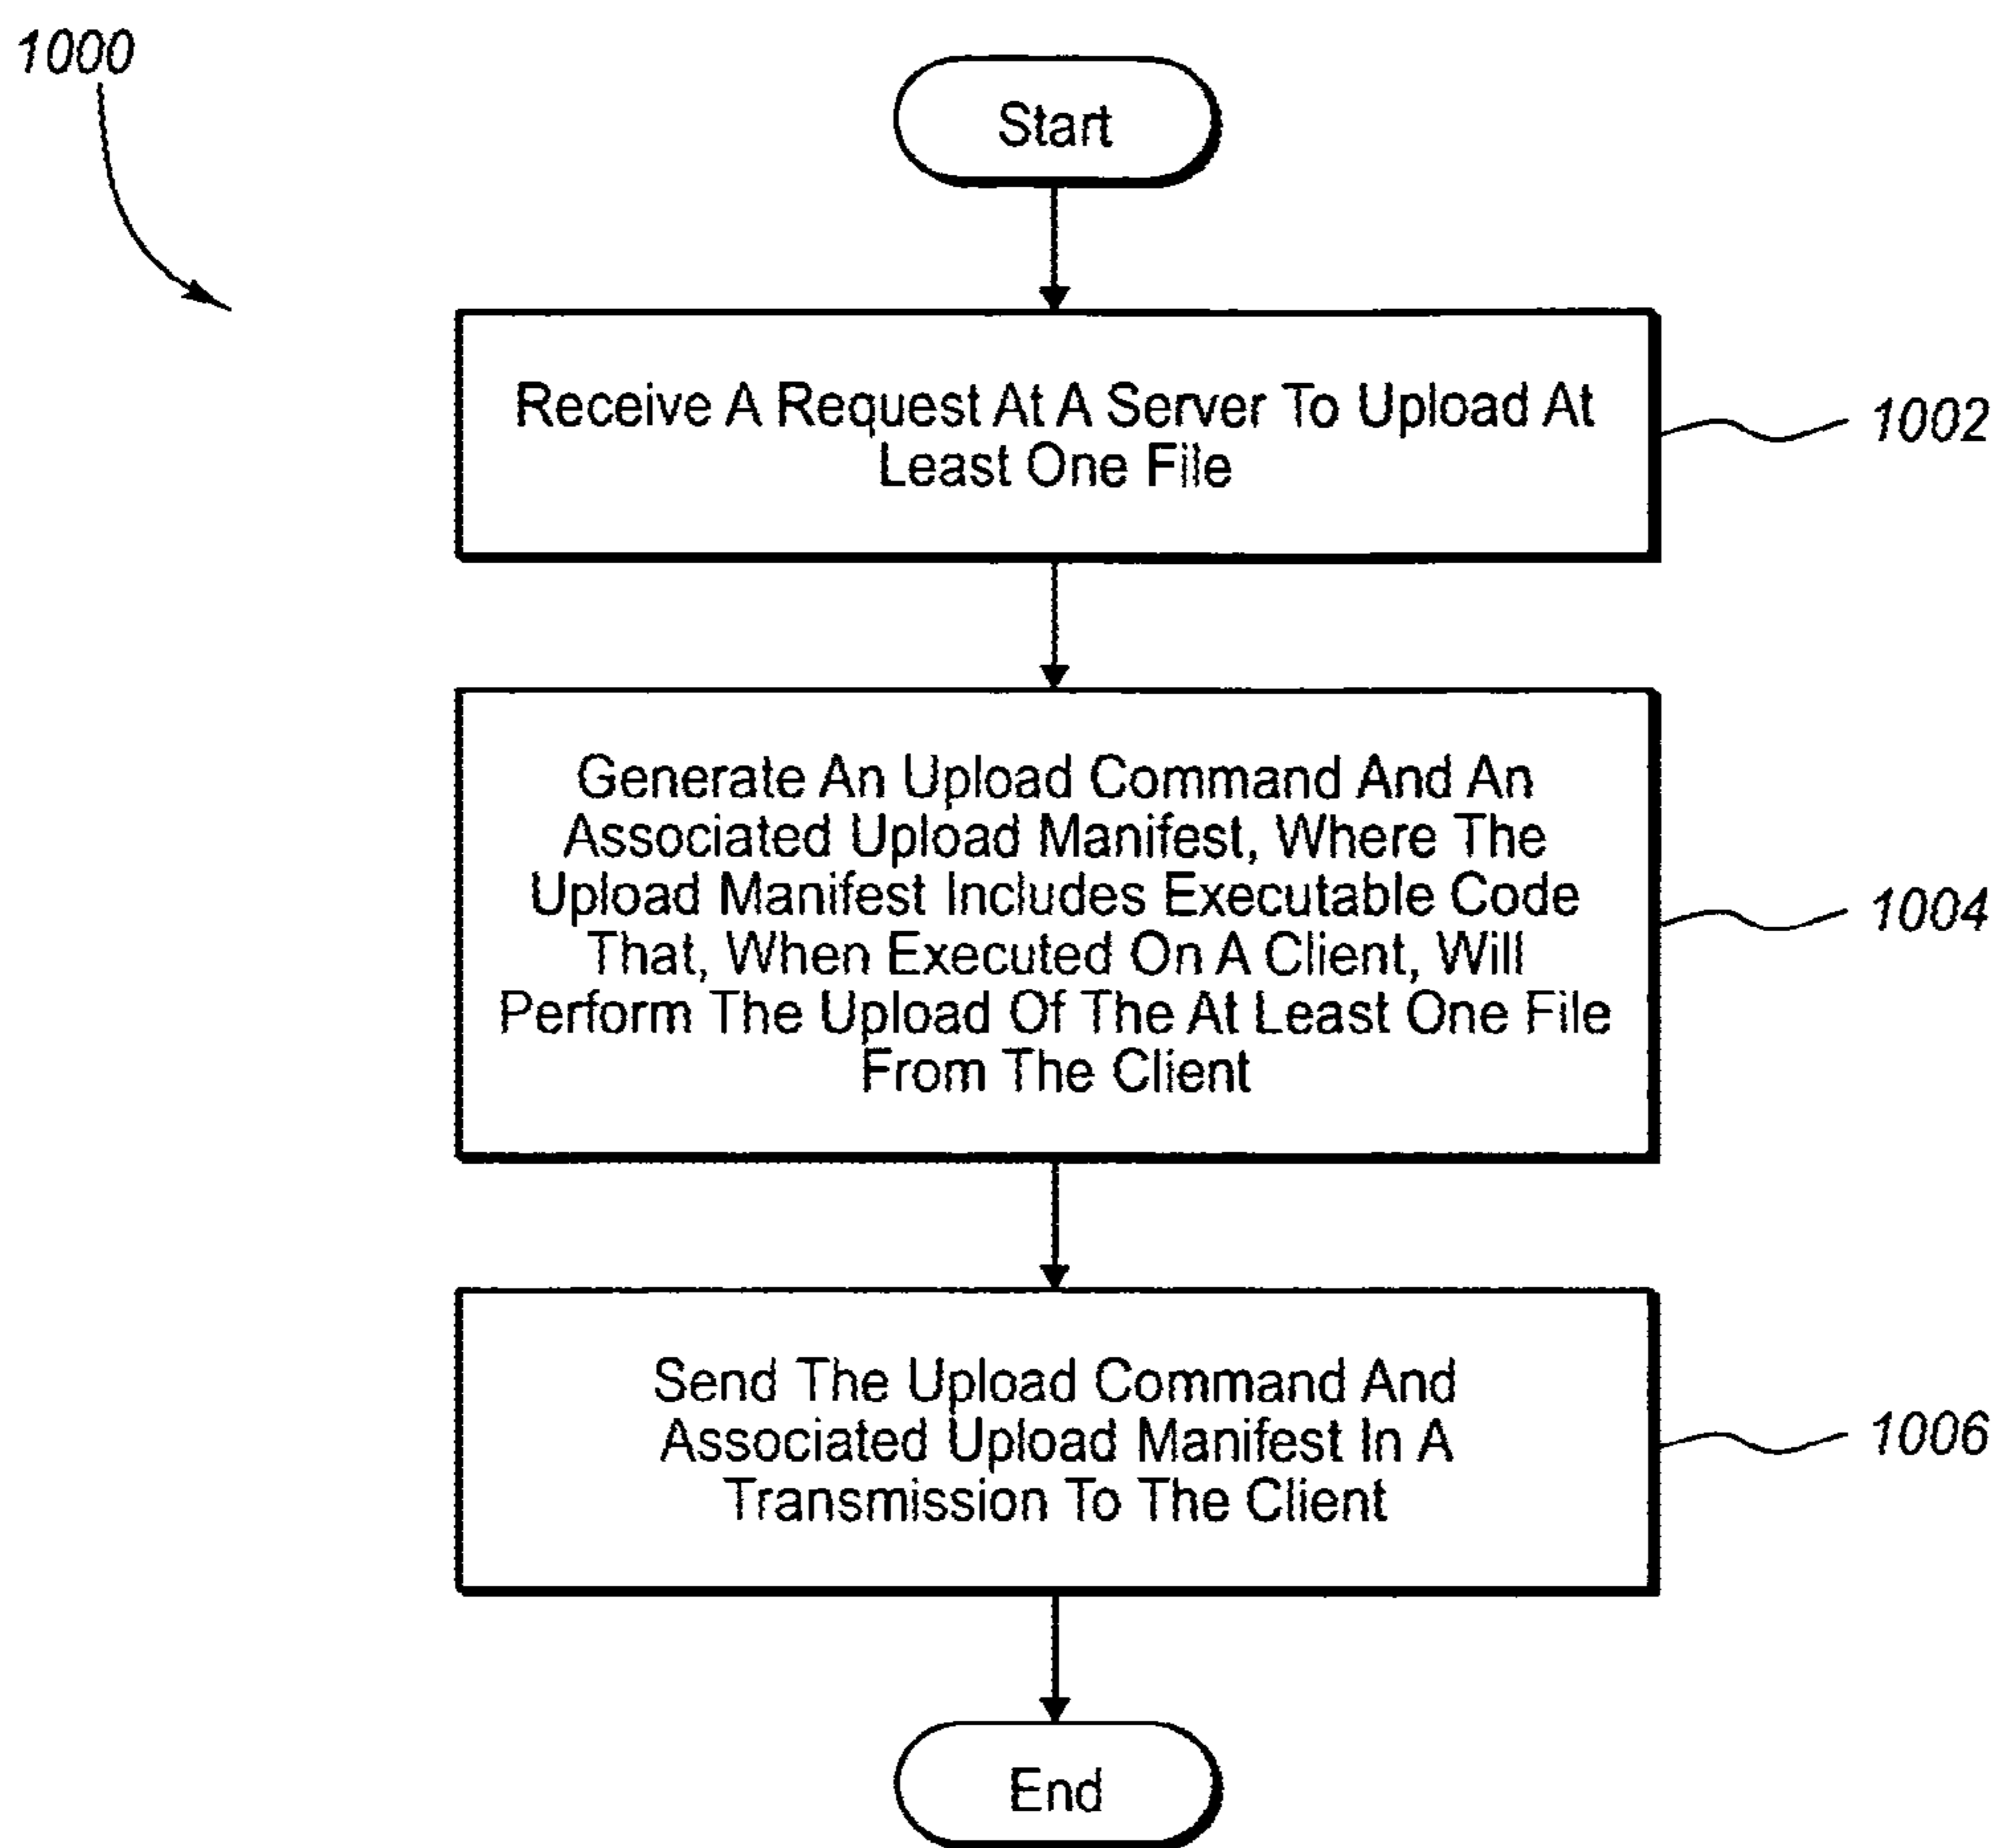 1000
Start
Receive A Request At A Server To Upload At
Least One File
1002
Generate An Upload Command And An
Associated Upload Manifest, Where The
Upload Manifest Includes Executable Code
That, When Executed On A Client, Will
Perform The Upload Of The At Least One File
From The Client
1004
Send The Upload Command And
Associated Upload Manifest In A
Transmission To The Client
1006
End